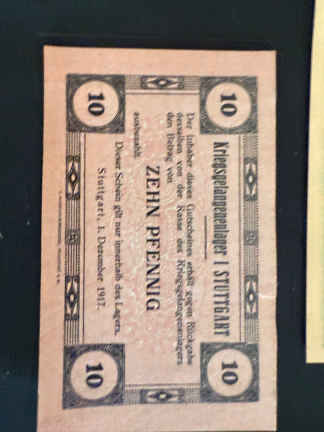 10 10
Kriegsgefangenenlager I STUTTGART
Der Inhaber dieses Gutscheines erhält gegen Rückgabe
desselben von der Kasse des Kriegsgefangenenlagers
den Betrag von
ZEHN PFENNIG
ausbezahlt.
Dieser Schein gilt nur innerhalb des Lagers.
Stuttgart, 1. Dezember 1917.
10 10